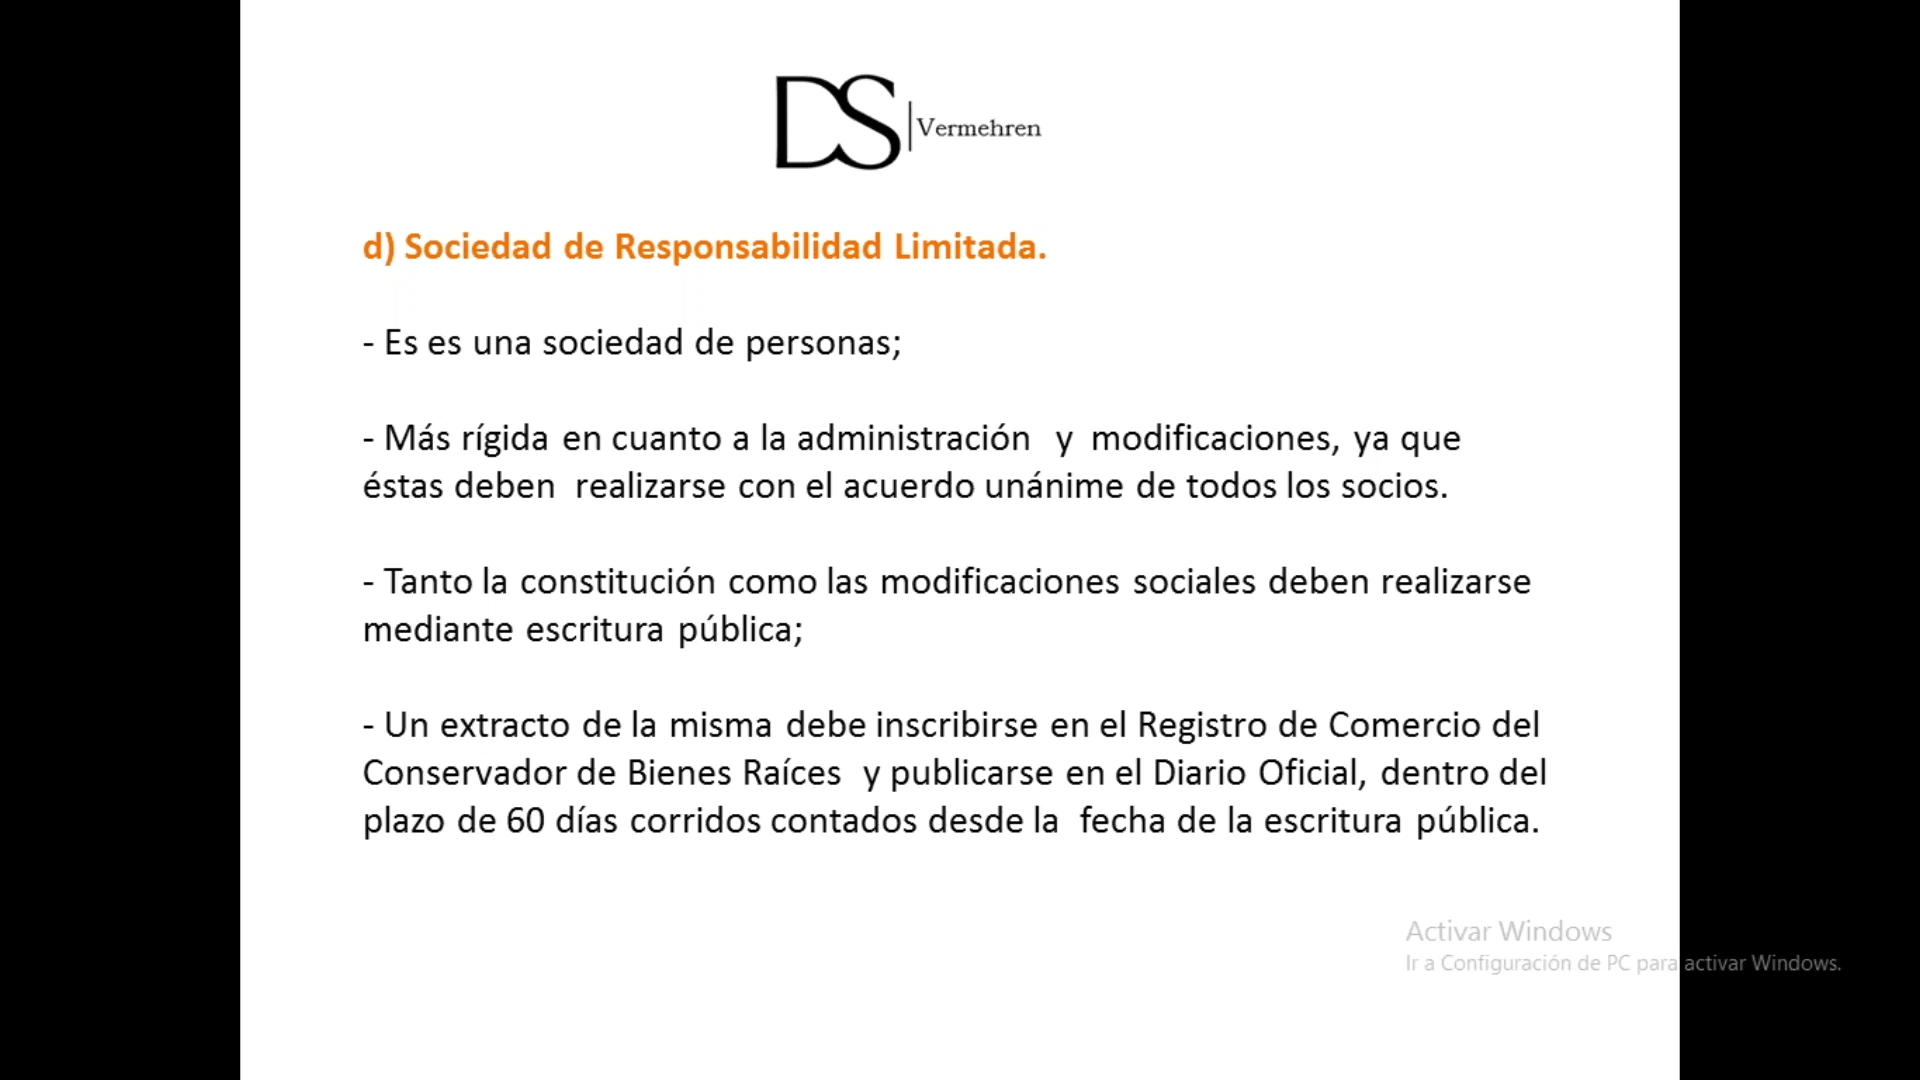 DS Vermehren
d) Sociedad de Responsabilidad Limitada.
- Es es una sociedad de personas;
- Más rígida en cuanto a la administración y modificaciones, ya que
éstas deben realizarse con el acuerdo unánime de todos los socios.
- Tanto la constitución como las modificaciones sociales deben realizarse
mediante escritura pública;
- Un extracto de la misma debe inscribirse en el Registro de Comercio del
Conservador de Bienes Raíces y publicarse en el Diario Oficial, dentro del
plazo de 60 días corridos contados desde la fecha de la escritura pública.
Activar Windows
Ir a Configuración de PC para activar Windows.